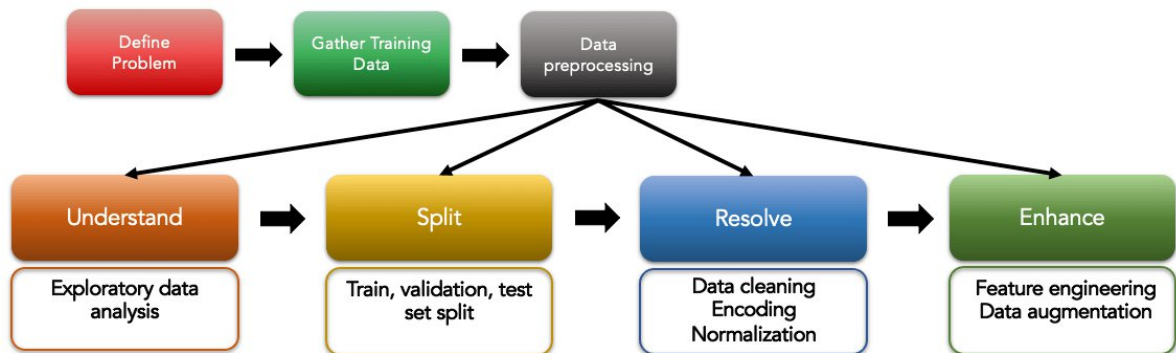 Define
Problem
Gather Training
Data
Data
preprocessing
Understand
Split
Resolve
Enhance
Exploratory data
analysis
Train, validation, test
set split
Data cleaning
Encoding
Normalization
Feature engineering
Data augmentation